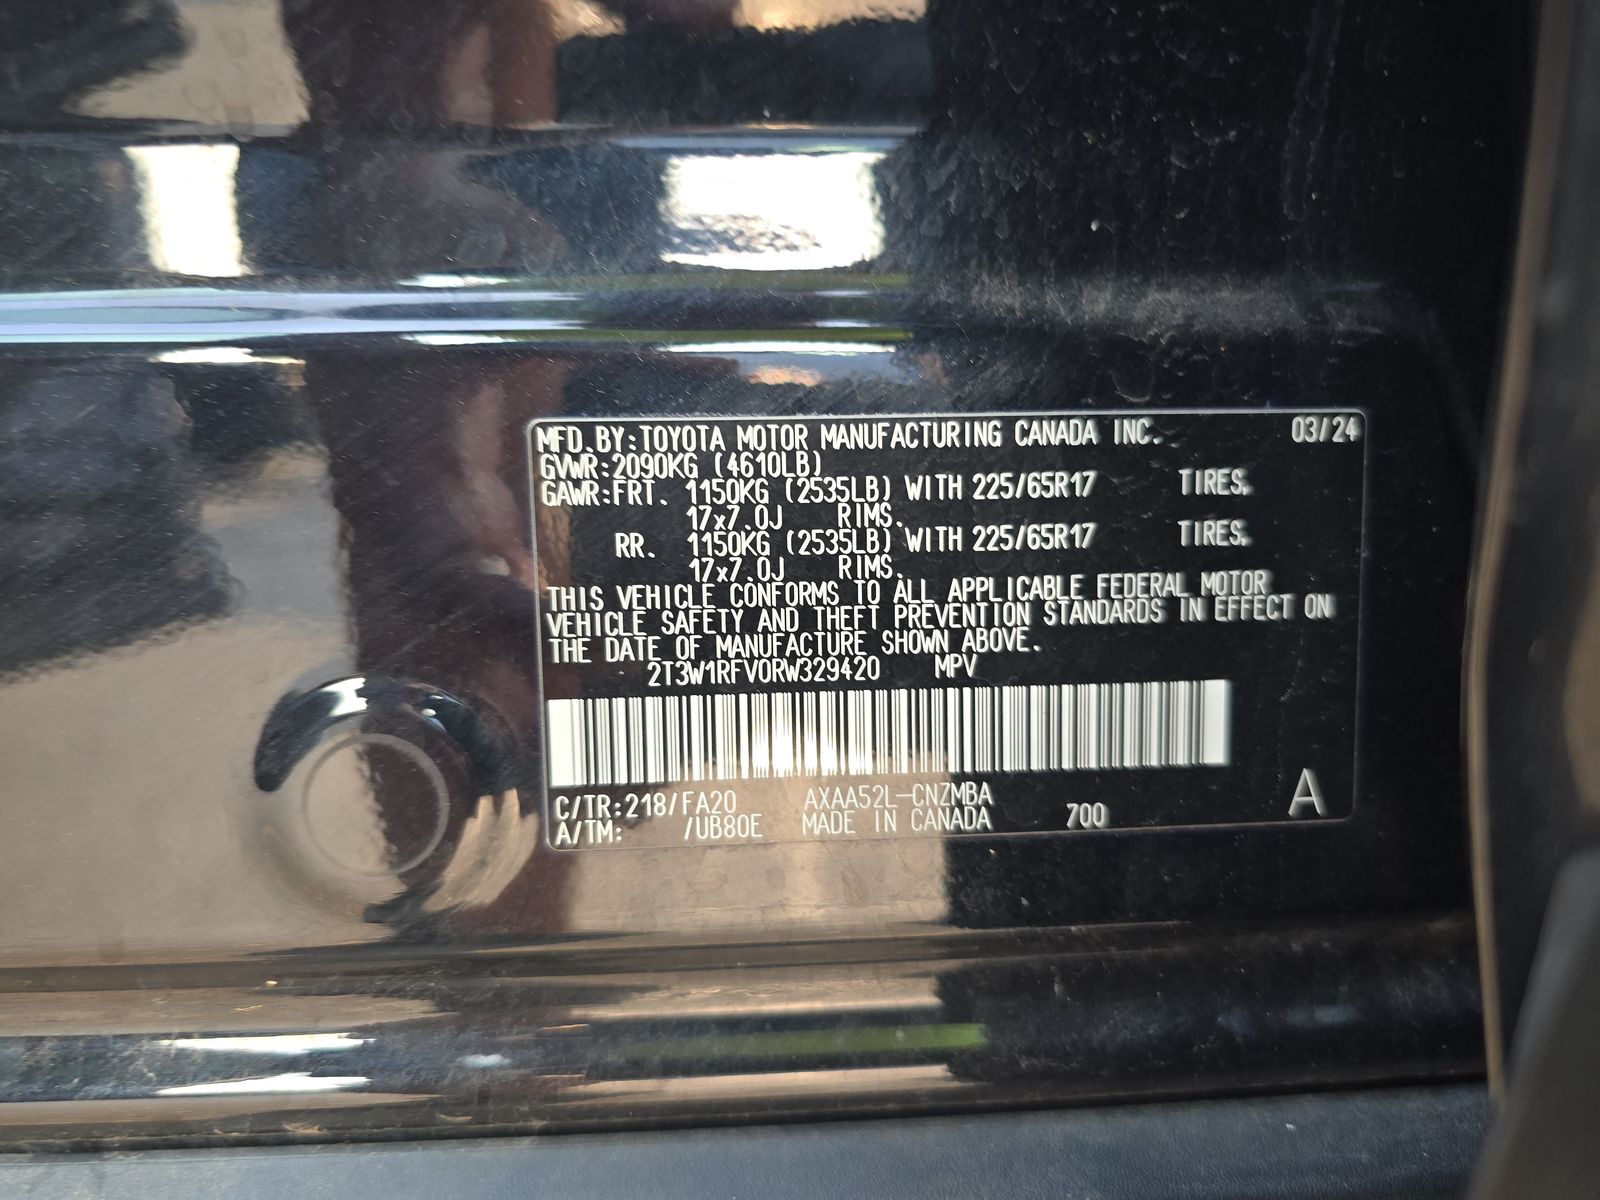 MFD.BY:TOYOTA MOTOR MANUFACTURING CANADA INC. 03/24
GVWR:2090KG (4610LB)
GAWR:FRT. 1150KG (2535LB) WITH 225/65R17 TIRES.
17x7.0J RIMS.
RR. 1150KG (2535LB) WITH 225/65R17 TIRES.
17x7.0J RIMS.
THIS VEHICLE CONFORMS TO ALL APPLICABLE FEDERAL MOTOR
VEHICLE SAFETY AND THEFT PREVENTION STANDARDS IN EFFECT ON
THE DATE OF MANUFACTURE SHOWN ABOVE.
2T3W1RFV0RW329420 MPV
C/TR:218/FA20 AXAA52L-CNZMBA
A/TM: /UB80E MADE IN CANADA 700 A